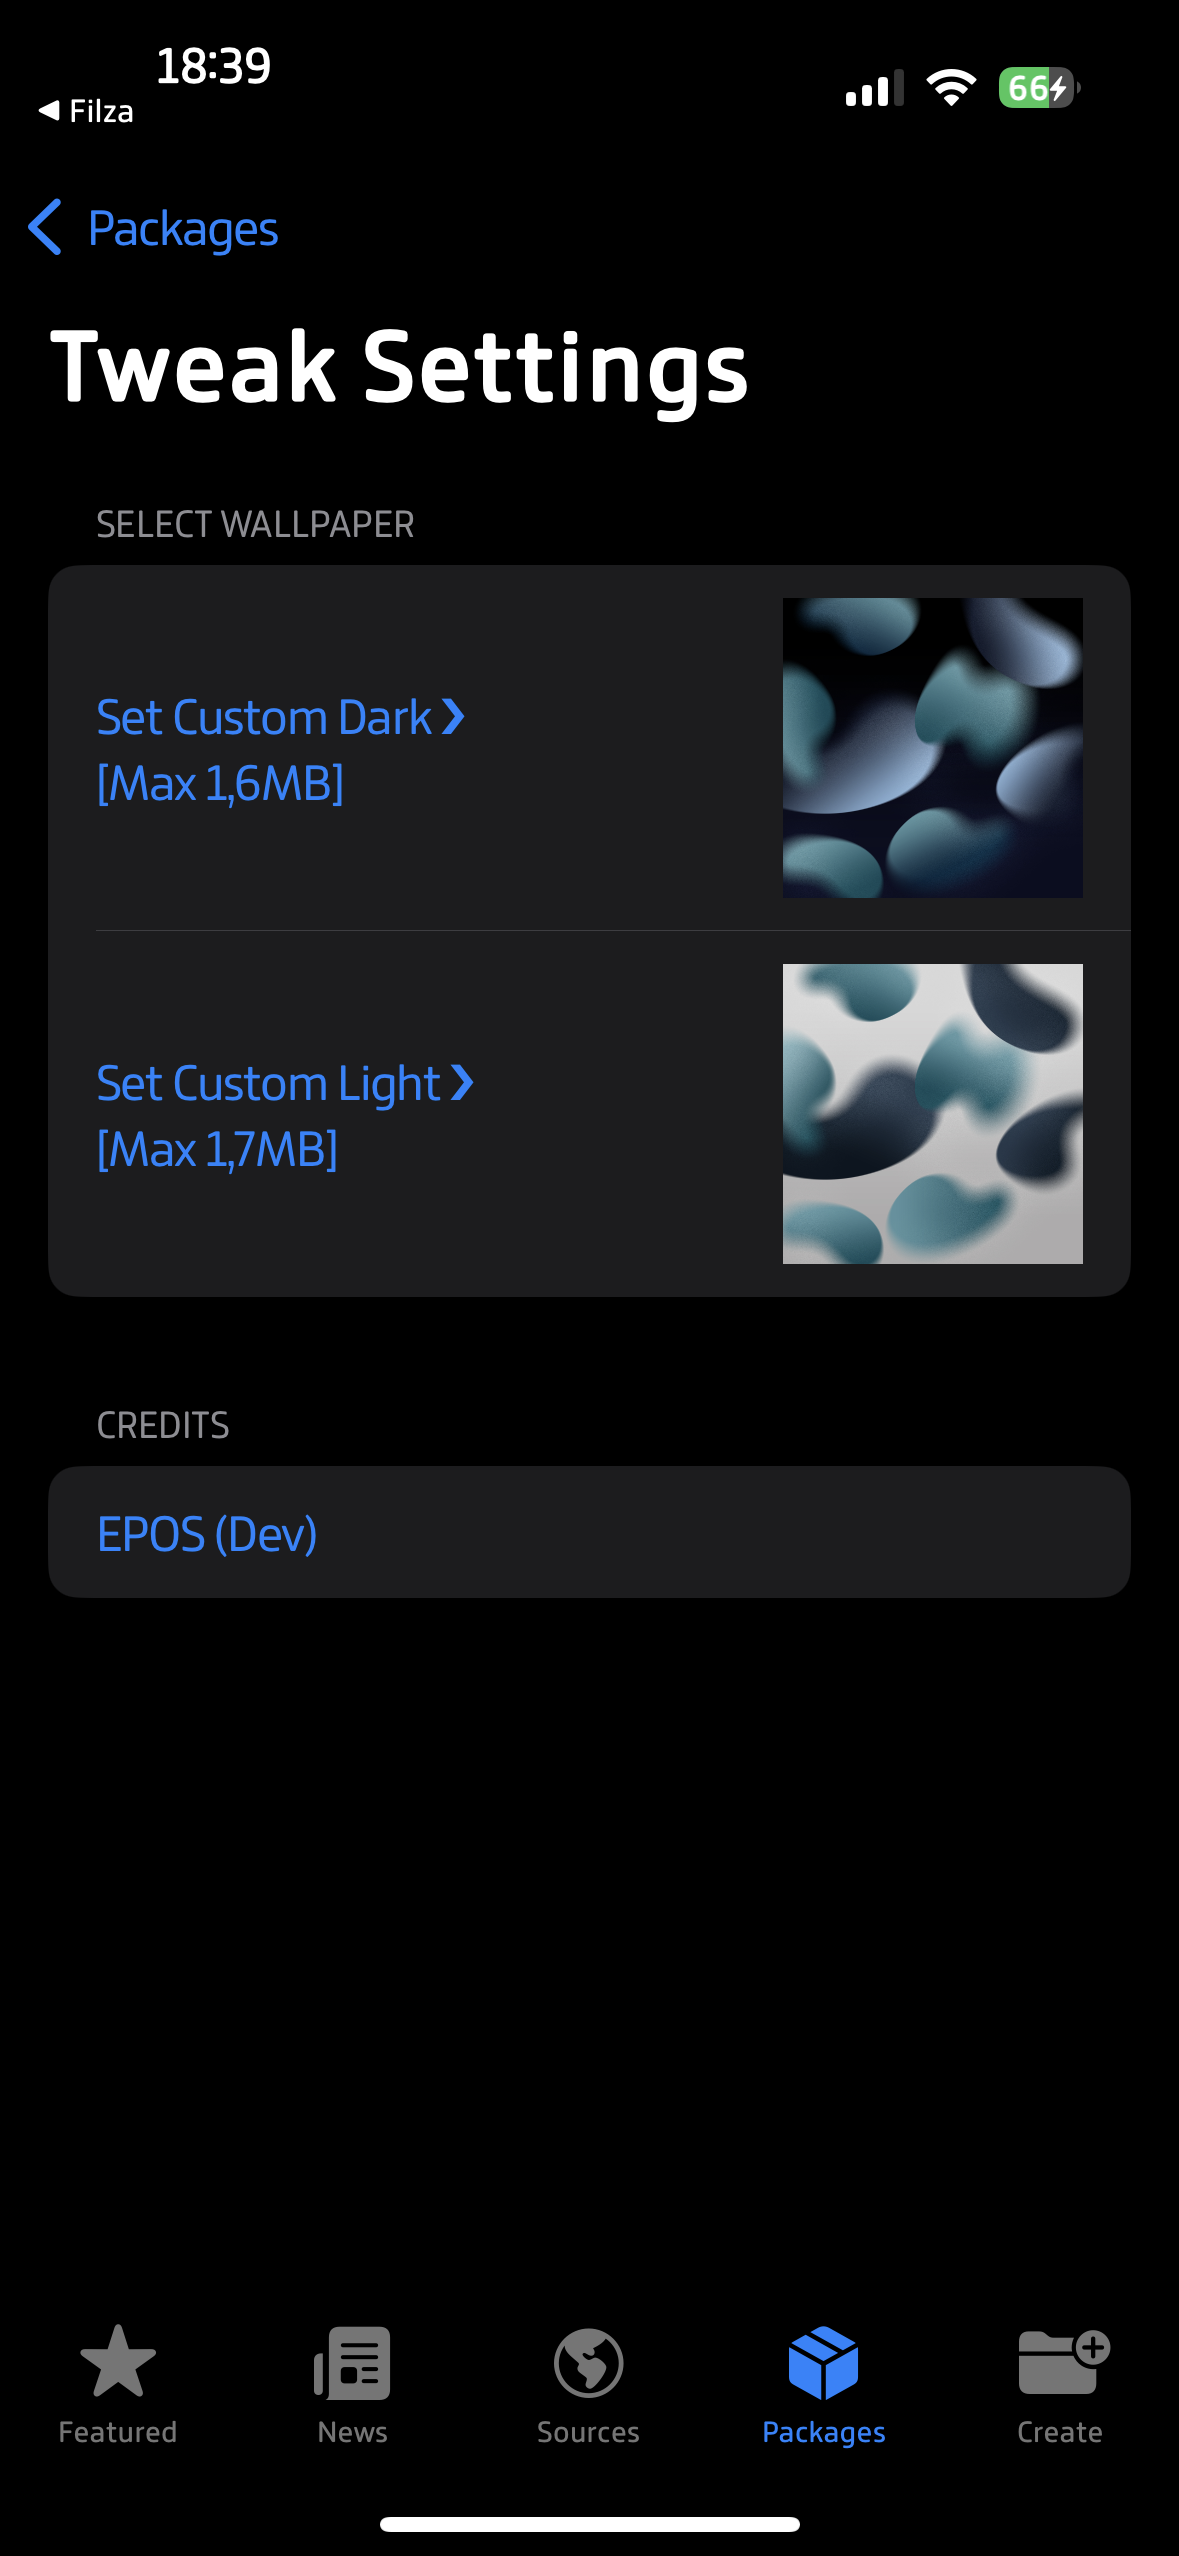 18:39
Filza
66
Packages
Tweak Settings
SELECT WALLPAPER
Set Custom Dark ❯
[Max 1,6MB]
Set Custom Light ❯
[Max 1,7MB]
CREDITS
EPOS (Dev)
Featured
News
Sources
Packages
Create